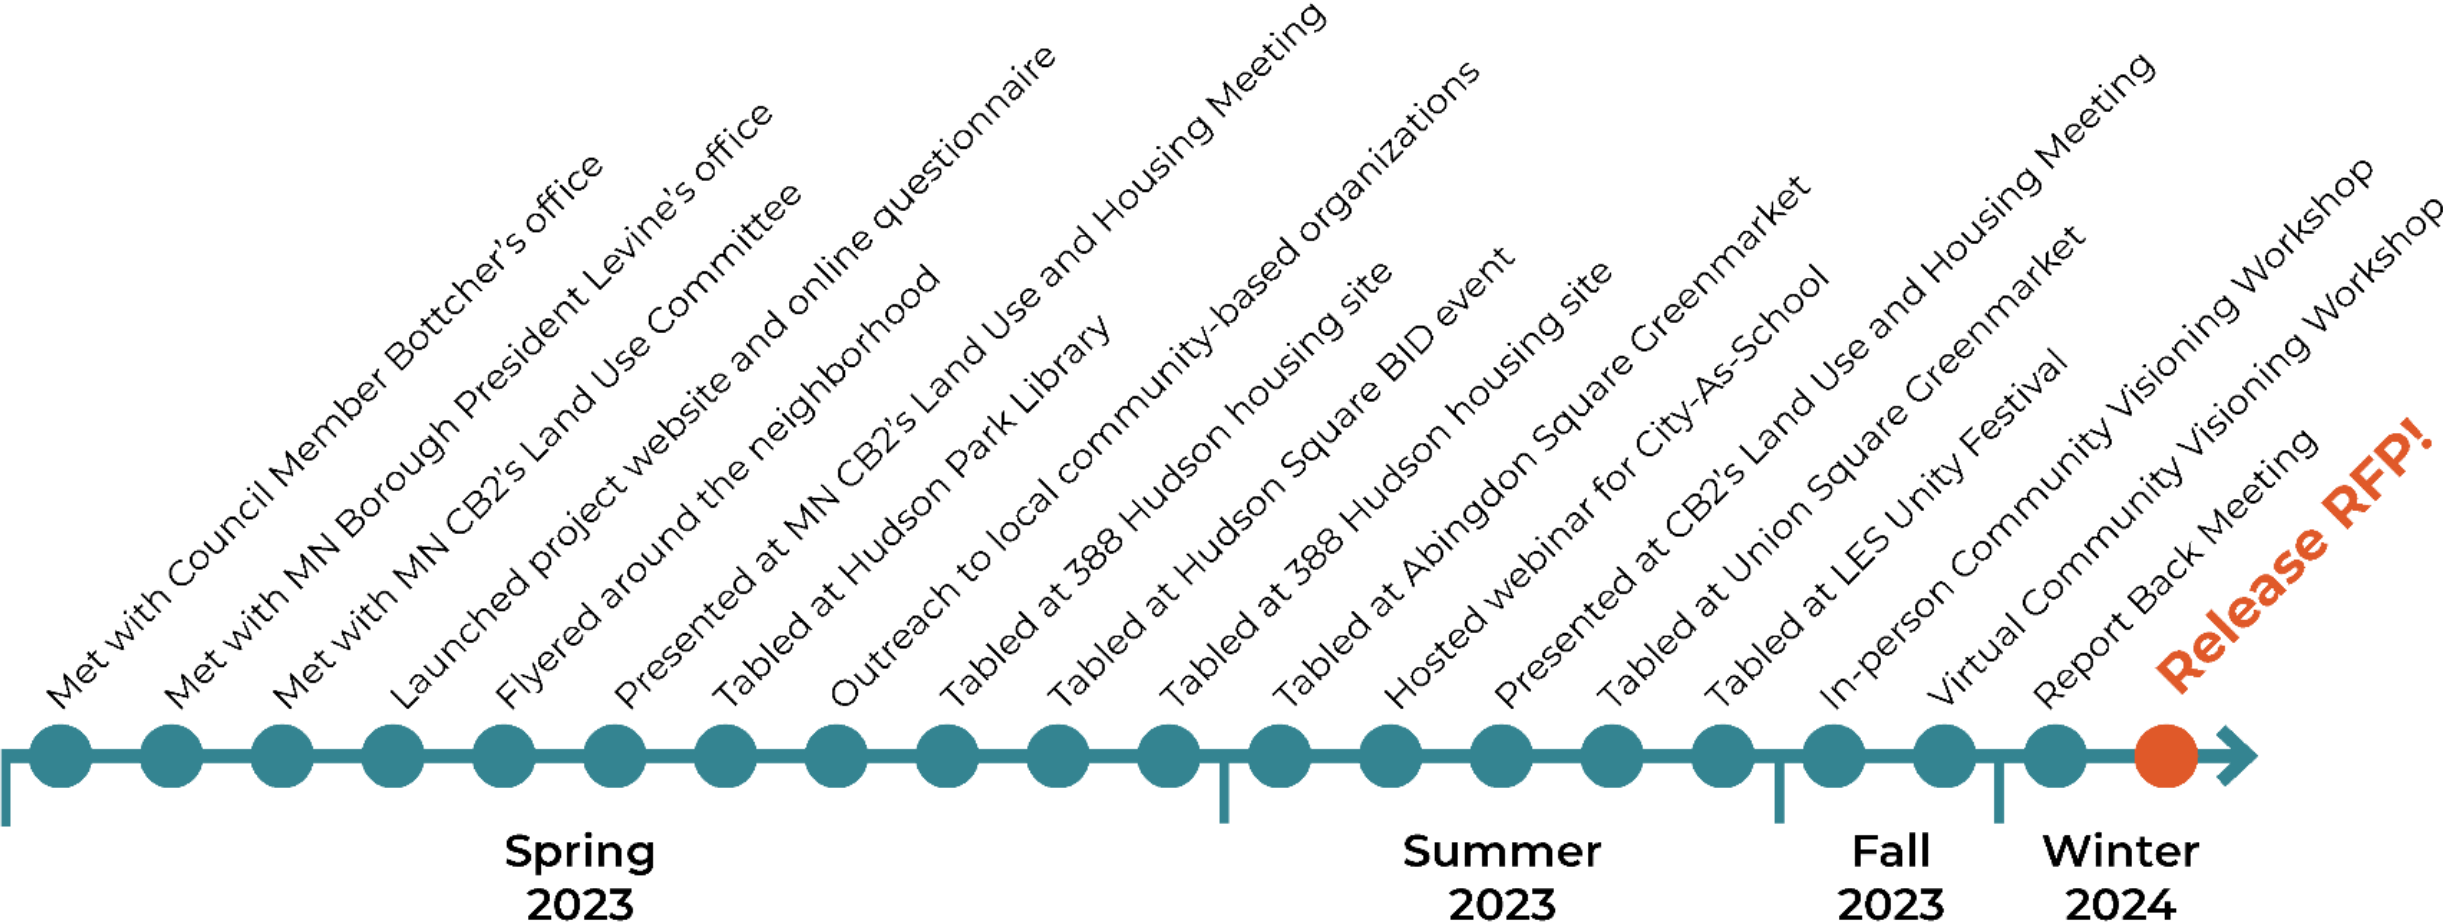 Met with Council Member Bottcher's office
Met with MN Borough President Levine's office
Met with MN CB2's Land Use Committee
Launched project website and online questionnaire
Flyered around the neighborhood
Presented at MN CB2's Land Use and Housing Meeting
Tabled at Hudson Park Library
Outreach to local community-based organizations
Tabled at 388 Hudson housing site
Tabled at Hudson Square BID event
Tabled at 388 Hudson housing site
Tabled at Abingdon Square Greenmarket
Hosted webinar for City-As-School
Presented at CB2's Land Use and Housing Meeting
Tabled at Union Square Greenmarket
Tabled at LES Unity Festival
In-person Community Visioning Workshop
Virtual Community Visioning Workshop
Report Back Meeting
Release RFP!
Spring
2023
Summer
2023
Fall
2023
Winter
2024